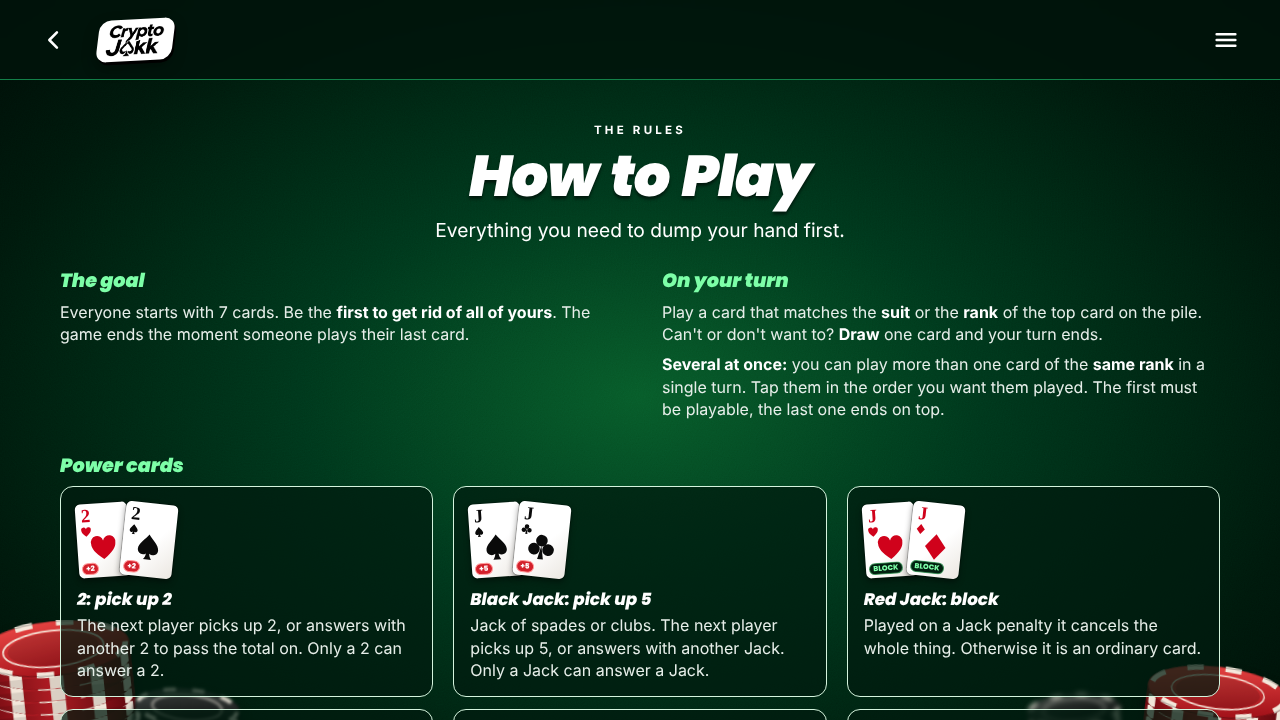 Crypto
Jakk
THE RULES
How to Play
Everything you need to dump your hand first.
The goal
Everyone starts with 7 cards. Be the first to get rid of all of yours. The
game ends the moment someone plays their last card.
On your turn
Play a card that matches the suit or the rank of the top card on the pile.
Can't or don't want to? Draw one card and your turn ends.
Several at once: you can play more than one card of the same rank in a
single turn. Tap them in the order you want them played. The first must
be playable, the last one ends on top.
Power cards
2 2
+2 +2
2: pick up 2
The next player picks up 2, or answers with
another 2 to pass the total on. Only a 2 can
answer a 2.
J J
+5 +5
Black Jack: pick up 5
Jack of spades or clubs. The next player
picks up 5, or answers with another Jack.
Only a Jack can answer a Jack.
J J
BLOCK BLOCK
Red Jack: block
Played on a Jack penalty it cancels the
whole thing. Otherwise it is an ordinary card.